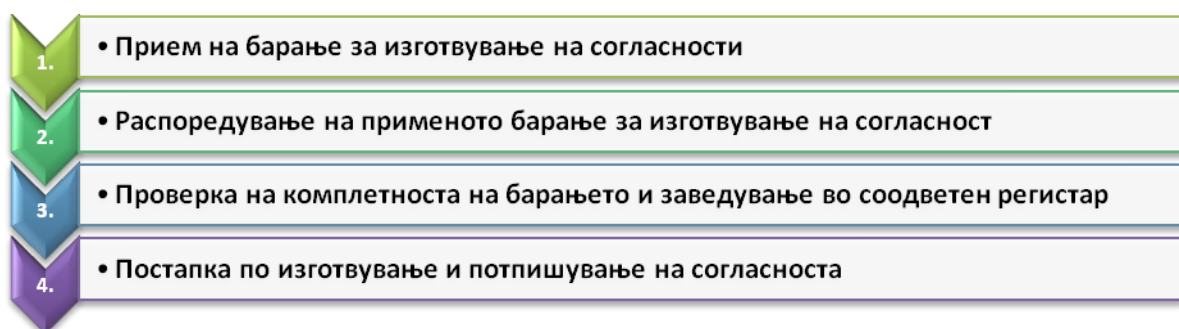 1. • Прием на барање за изготвување на согласности
2. • Распоредување на применото барање за изготвување на согласност
3. • Проверка на комплетноста на барањето и заведување во соодветен регистар
4. • Постапка по изготвување и потпишување на согласноста